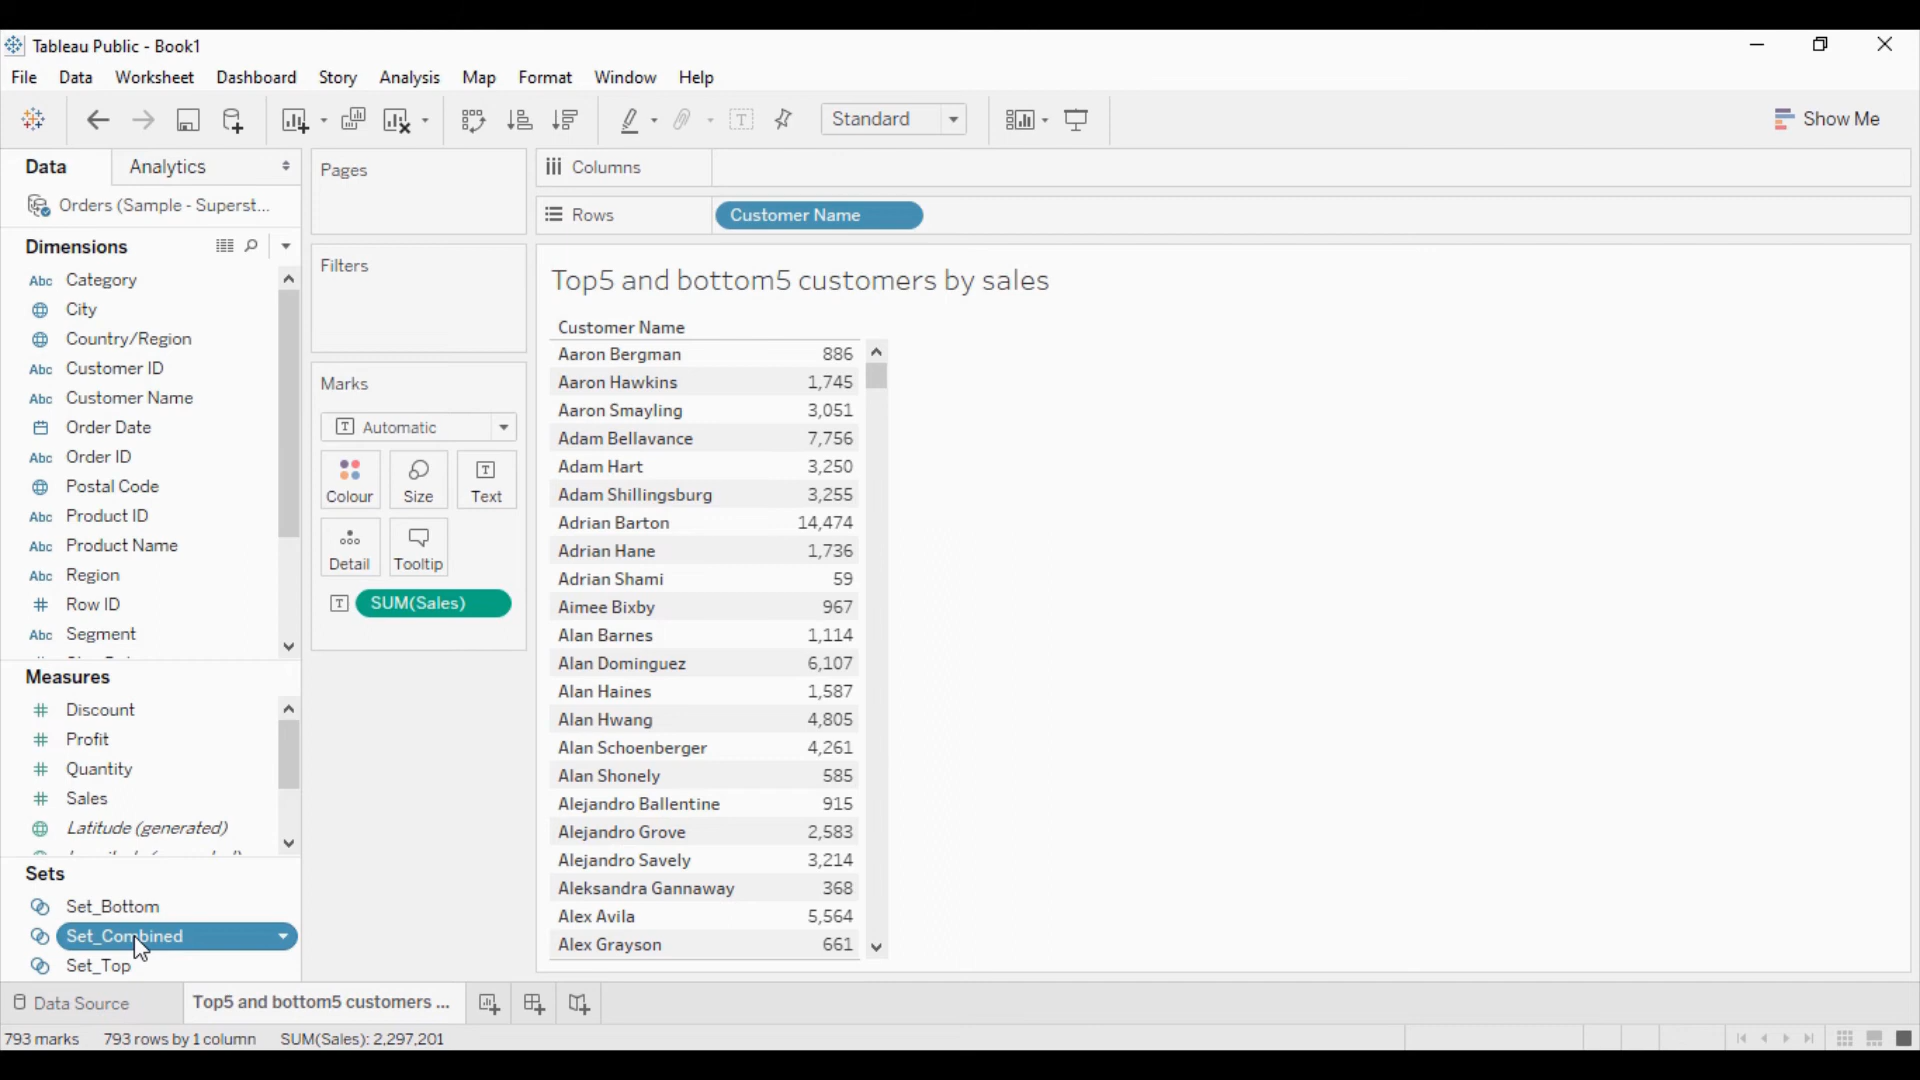 Tableau Public - Book1
File Data Worksheet Dashboard Story Analysis Map Format Window Help
Standard
Show Me
Data Analytics
Orders (Sample - Superst...
Dimensions
Abc Category
City
Country/Region
Abc Customer ID
Abc Customer Name
Order Date
Abc Order ID
Postal Code
Abc Product ID
Abc Product Name
Abc Region
# Row ID
Abc Segment
Measures
# Discount
# Profit
# Quantity
# Sales
Latitude (generated)
Sets
Set_Bottom
Set_Combined
Set_Top
Pages
Filters
Marks
T Automatic
Colour Size T Text
Detail Tooltip
T SUM(Sales)
Columns
Rows Customer Name
Top5 and bottom5 customers by sales
Customer Name
Aaron Bergman 886
Aaron Hawkins 1,745
Aaron Smayling 3,051
Adam Bellavance 7,756
Adam Hart 3,250
Adam Shillingsburg 3,255
Adrian Barton 14,474
Adrian Hane 1,736
Adrian Shami 59
Aimee Bixby 967
Alan Barnes 1,114
Alan Dominguez 6,107
Alan Haines 1,587
Alan Hwang 4,805
Alan Schoenberger 4,261
Alan Shonely 585
Alejandro Ballentine 915
Alejandro Grove 2,583
Alejandro Savely 3,214
Aleksandra Gannaway 368
Alex Avila 5,564
Alex Grayson 661
Data Source Top5 and bottom5 customers ...
793 marks 793 rows by 1 column SUM(Sales): 2,297,201